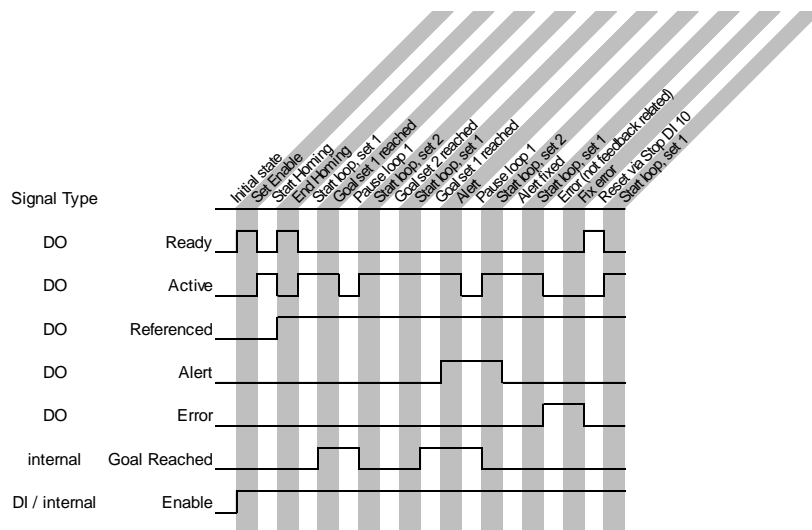 Initial state
Set Enable
Start Homing
End Homing
Start loop, set 1
Goal set 1 reached
Pause loop 1
Start loop, set 2
Goal set 2 reached
Start loop, set 1
Goal set 1 reached
Alert
Pause loop 1
Start loop, set 2
Alert fixed
Start loop, set 1
Error (not feedback related)
Fix error
Reset via Stop DI 10
Start loop, set 1
Signal Type
DO Ready
DO Active
DO Referenced
DO Alert
DO Error
internal Goal Reached
DI / internal Enable